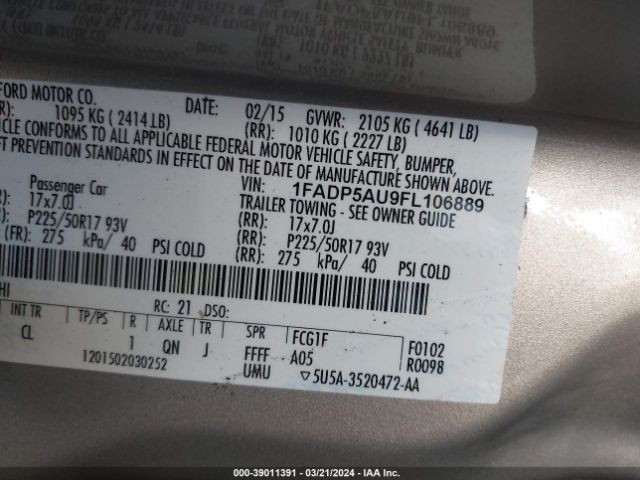 FORD MOTOR CO.
DATE: 02/15 GVWR: 2105 KG ( 4641 LB)
1095 KG ( 2414 LB) (RR): 1010 KG ( 2227 LB)
CONFORMS TO ALL APPLICABLE FEDERAL MOTOR VEHICLE SAFETY, BUMPER,
PREVENTION STANDARDS IN EFFECT ON THE DATE OF MANUFACTURE SHOWN ABOVE.
VIN: 1FADP5AU9FL106889
Passenger Car TRAILER TOWING - SEE OWNER GUIDE
17x7.0J (RR): 17x7.0J
P225/50R17 93V (RR): P225/50R17 93V
(FR): 275 kPa/ 40 PSI COLD (RR): 275 kPa/ 40 PSI COLD
RC: 21 DSO:
INT TR TP/PS R AXLE TR SPR FCG1F F0102
CL 1 QN J FFFF A05 R0098
1201502030252 UMU ▽5U5A-3520472-AA
000-39011391 - 03/21/2024 - IAA Auctions